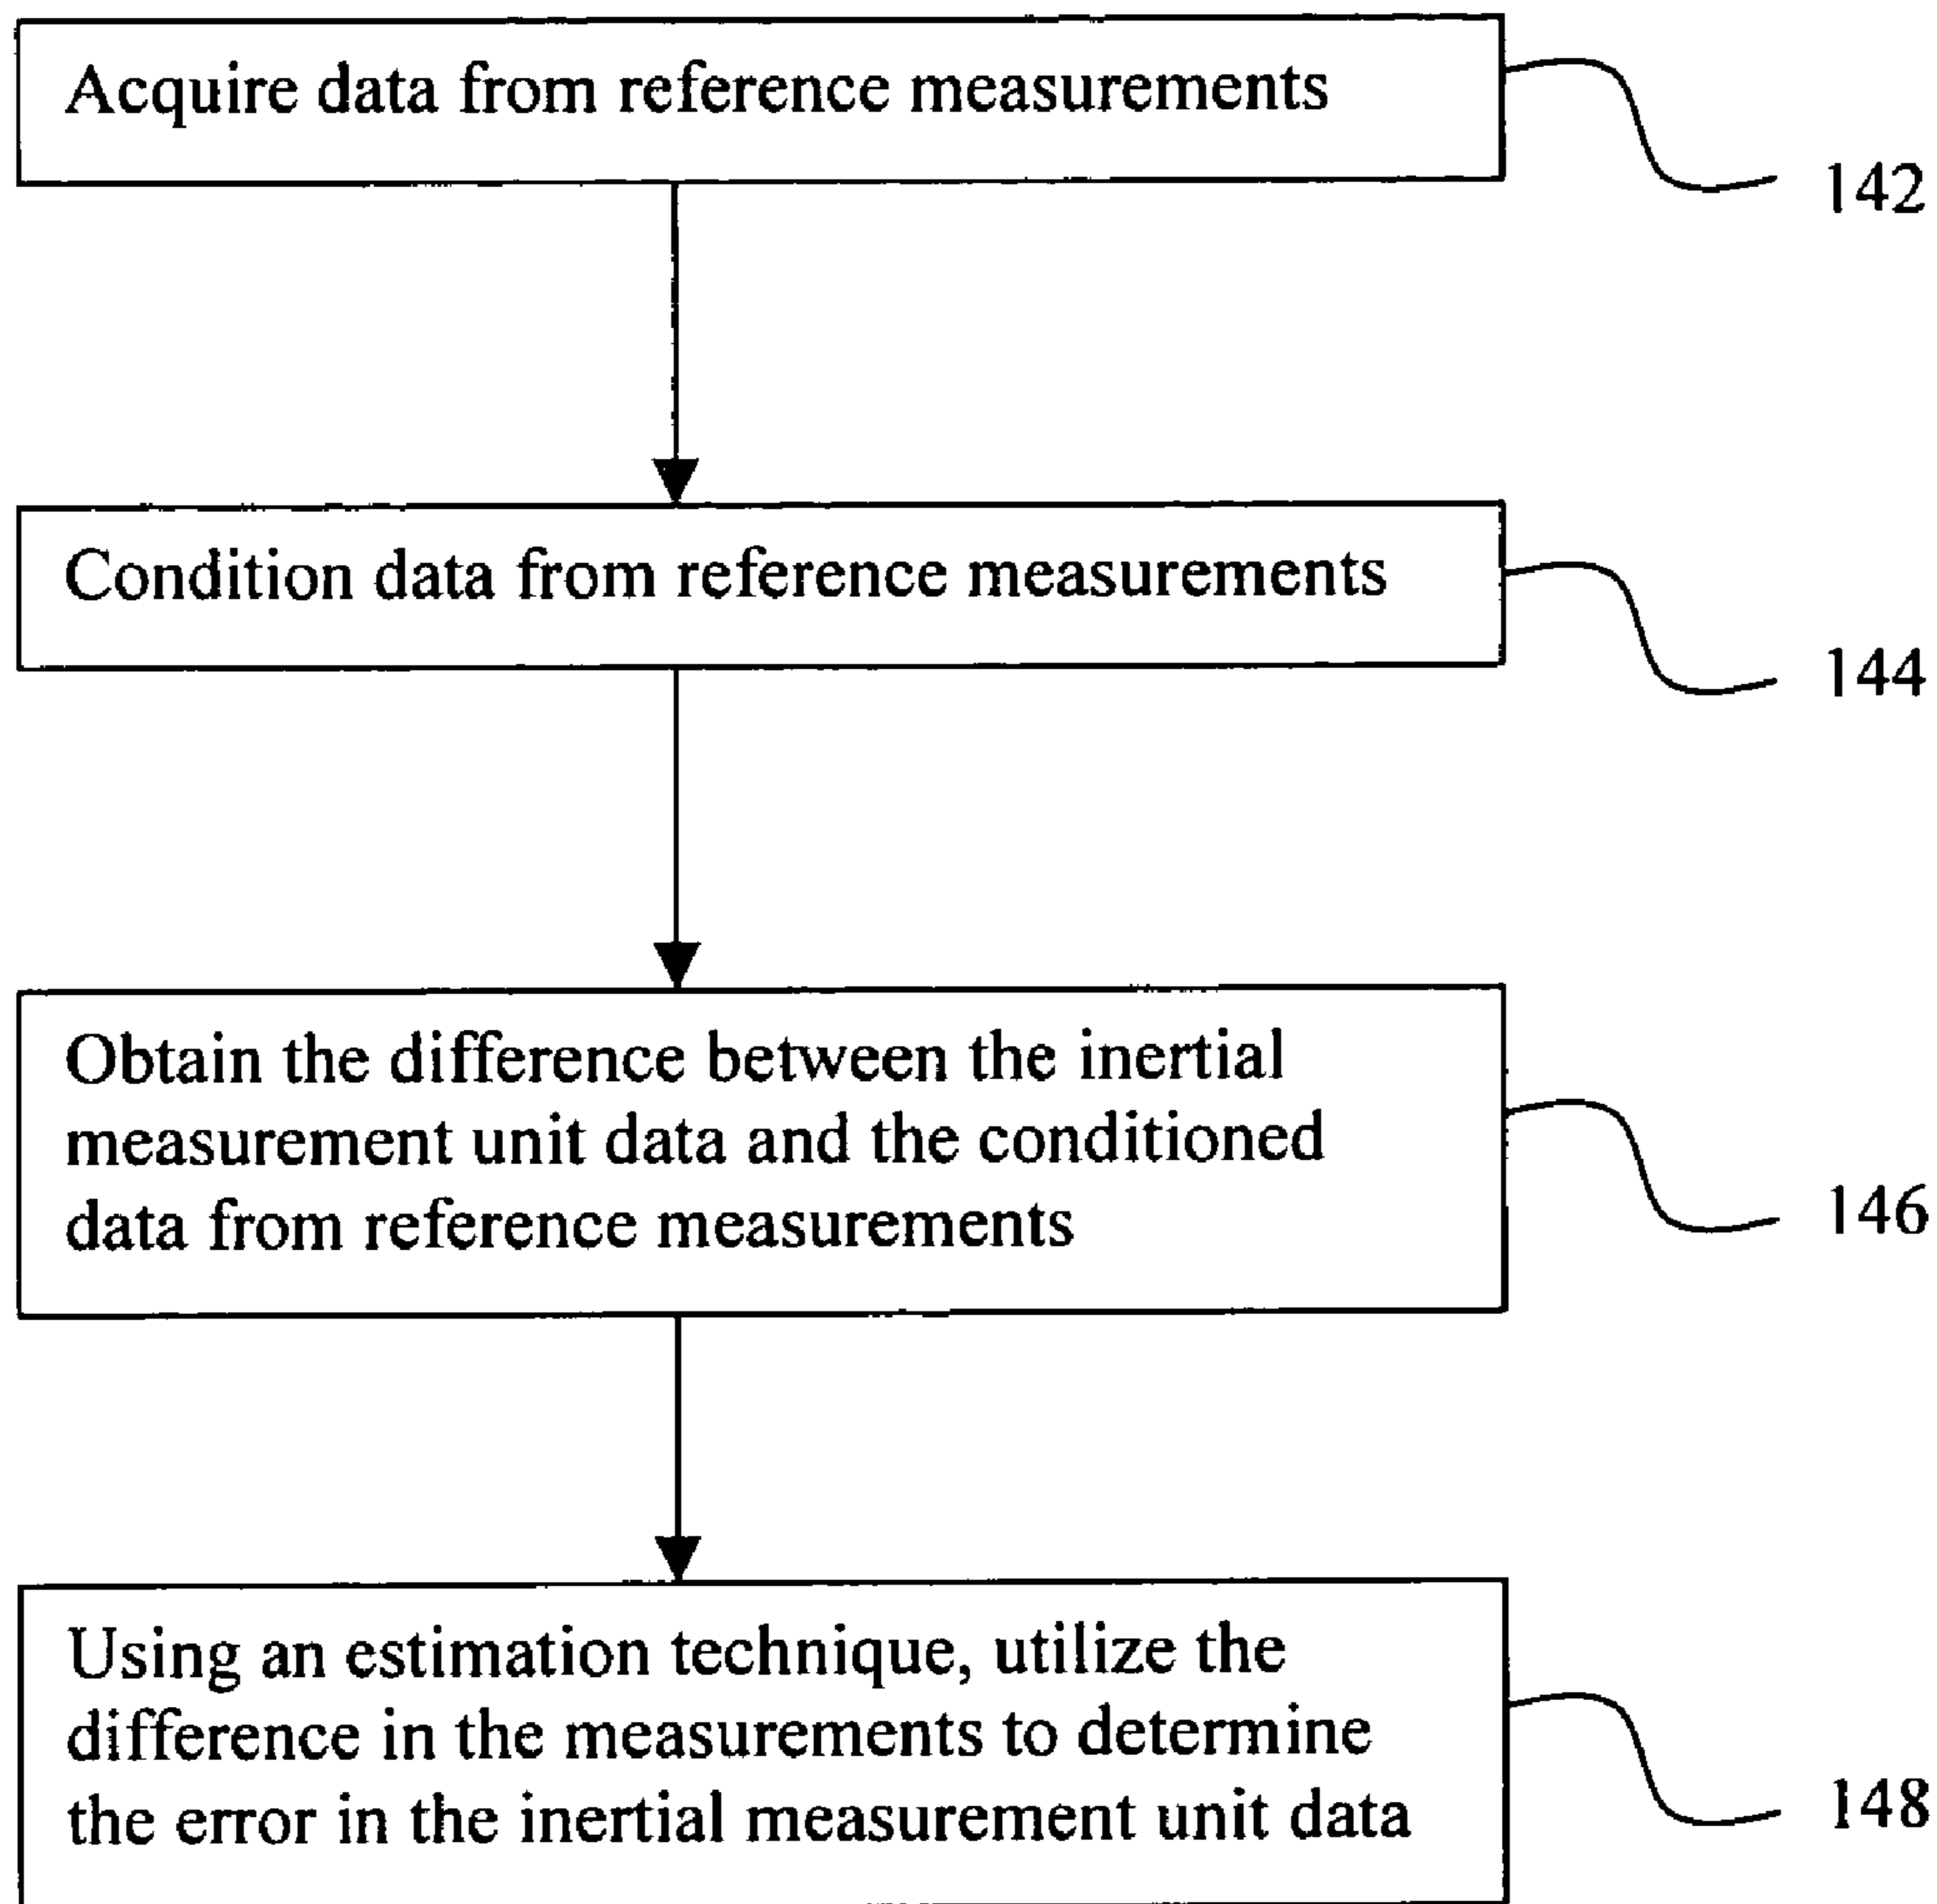 Acquire data from reference measurements
142
Condition data from reference measurements
144
Obtain the difference between the inertial
measurement unit data and the conditioned
data from reference measurements
146
Using an estimation technique, utilize the
difference in the measurements to determine
the error in the inertial measurement unit data
148